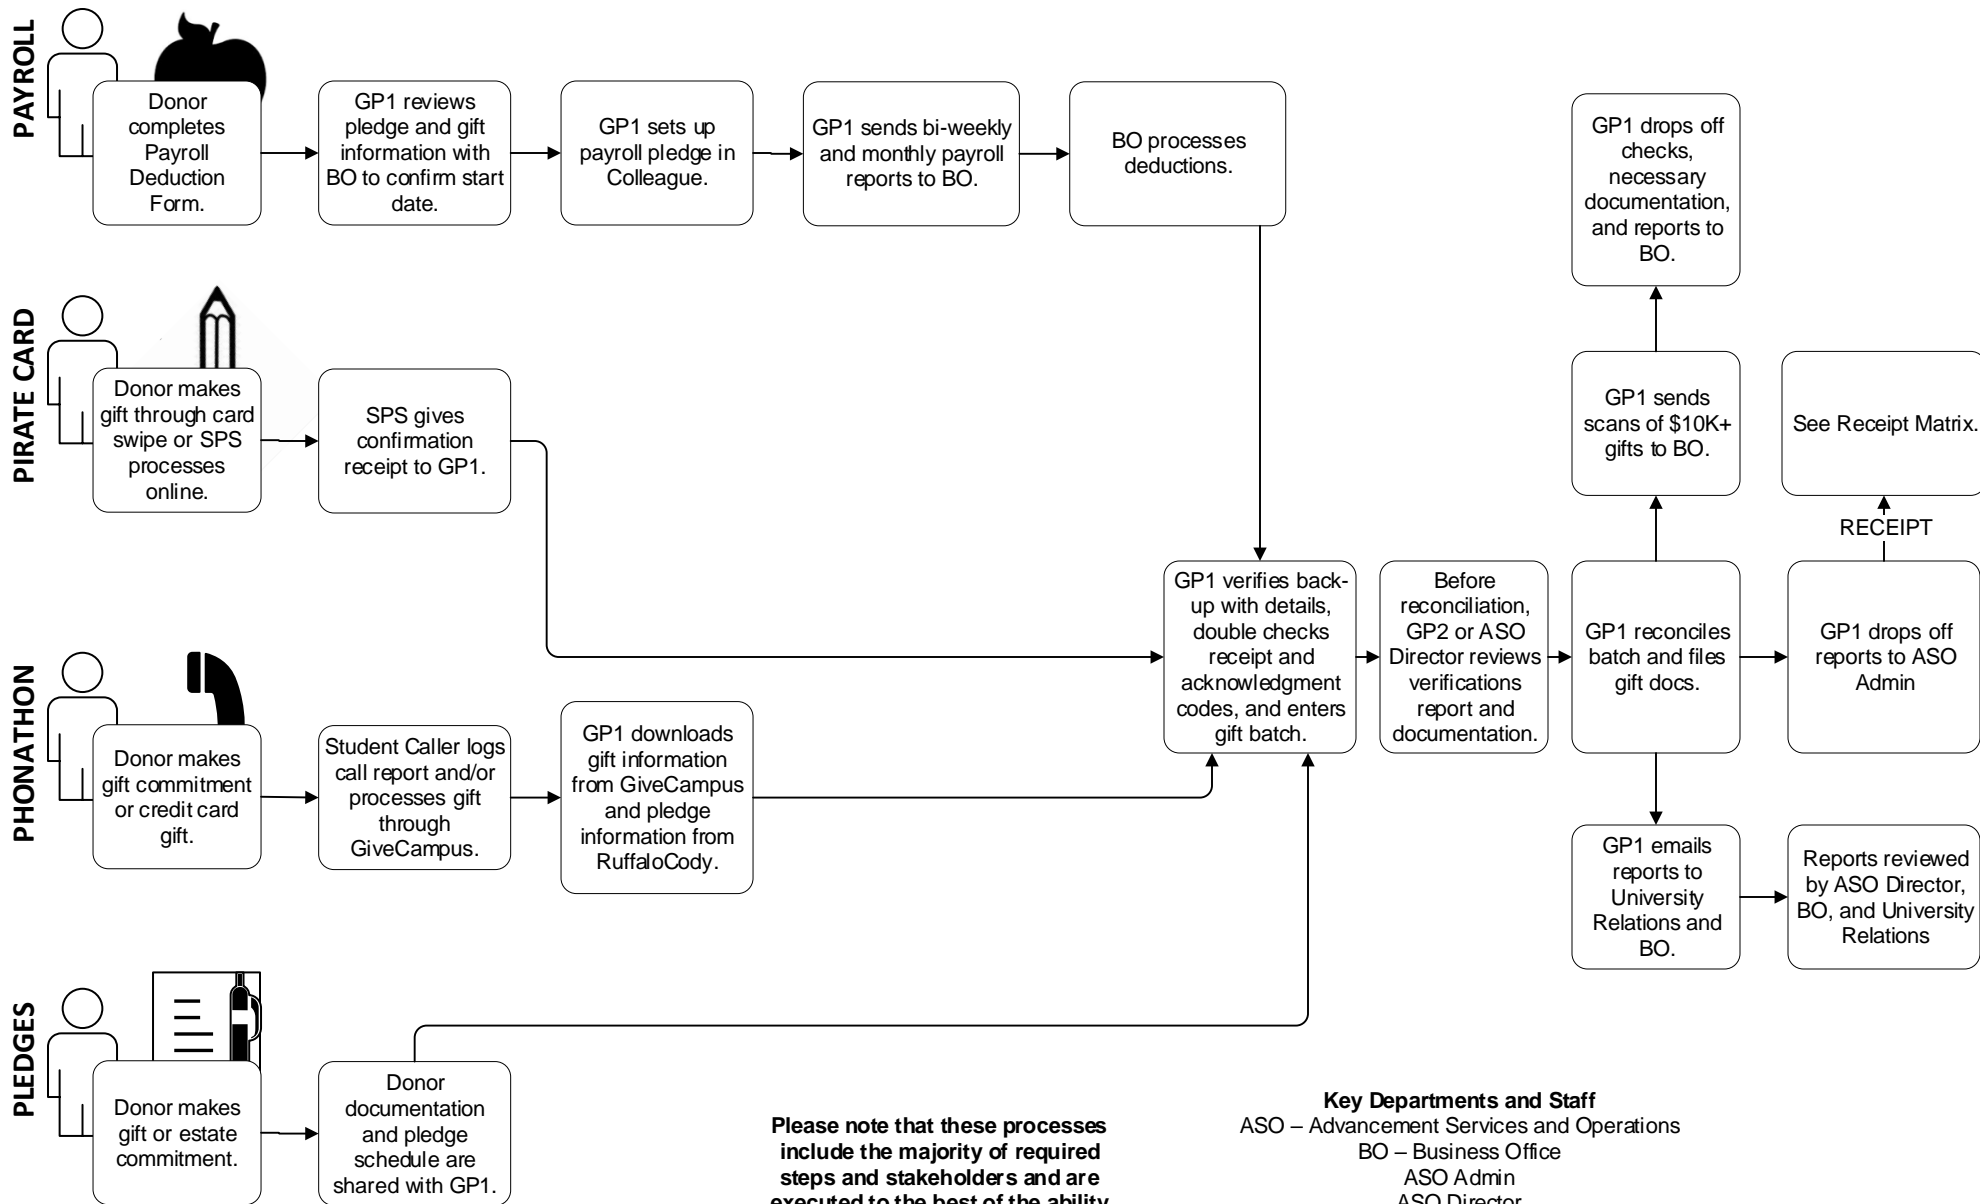 PAYROLL
Donor
completes
Payroll
Deduction
Form.
GP1 reviews
pledge and gift
information with
BO to confirm start
date.
GP1 sets up
payroll pledge in
Colleague.
GP1 sends bi-weekly
and monthly payroll
reports to BO.
BO processes
deductions.
GP1 drops off
checks,
necessary
documentation,
and reports to
BO.
PIRATE CARD
Donor makes
gift through card
swipe or SPS
processes
online.
SPS gives
confirmation
receipt to GP1.
GP1 sends
scans of $10K+
gifts to BO.
See Receipt Matrix.
RECEIPT
PHONATHON
Donor makes
gift commitment
or credit card
gift.
Student Caller logs
call report and/or
processes gift
through
GiveCampus.
GP1 downloads
gift information
from GiveCampus
and pledge
information from
RuffaloCody.
GP1 verifies back-
up with details,
double checks
receipt and
acknowledgment
codes, and enters
gift batch.
Before
reconciliation,
GP2 or ASO
Director reviews
verifications
report and
documentation.
GP1 reconciles
batch and files
gift docs.
GP1 drops off
reports to ASO
Admin
GP1 emails
reports to
University
Relations and
BO.
Reports reviewed
by ASO Director,
BO, and University
Relations
PLEDGES
Donor makes
gift or estate
commitment.
Donor
documentation
and pledge
schedule are
shared with GP1.
Please note that these processes
include the majority of required
steps and stakeholders and are
executed to the best of the ability
Key Departments and Staff
ASO – Advancement Services and Operations
BO – Business Office
ASO Admin
ASO Director